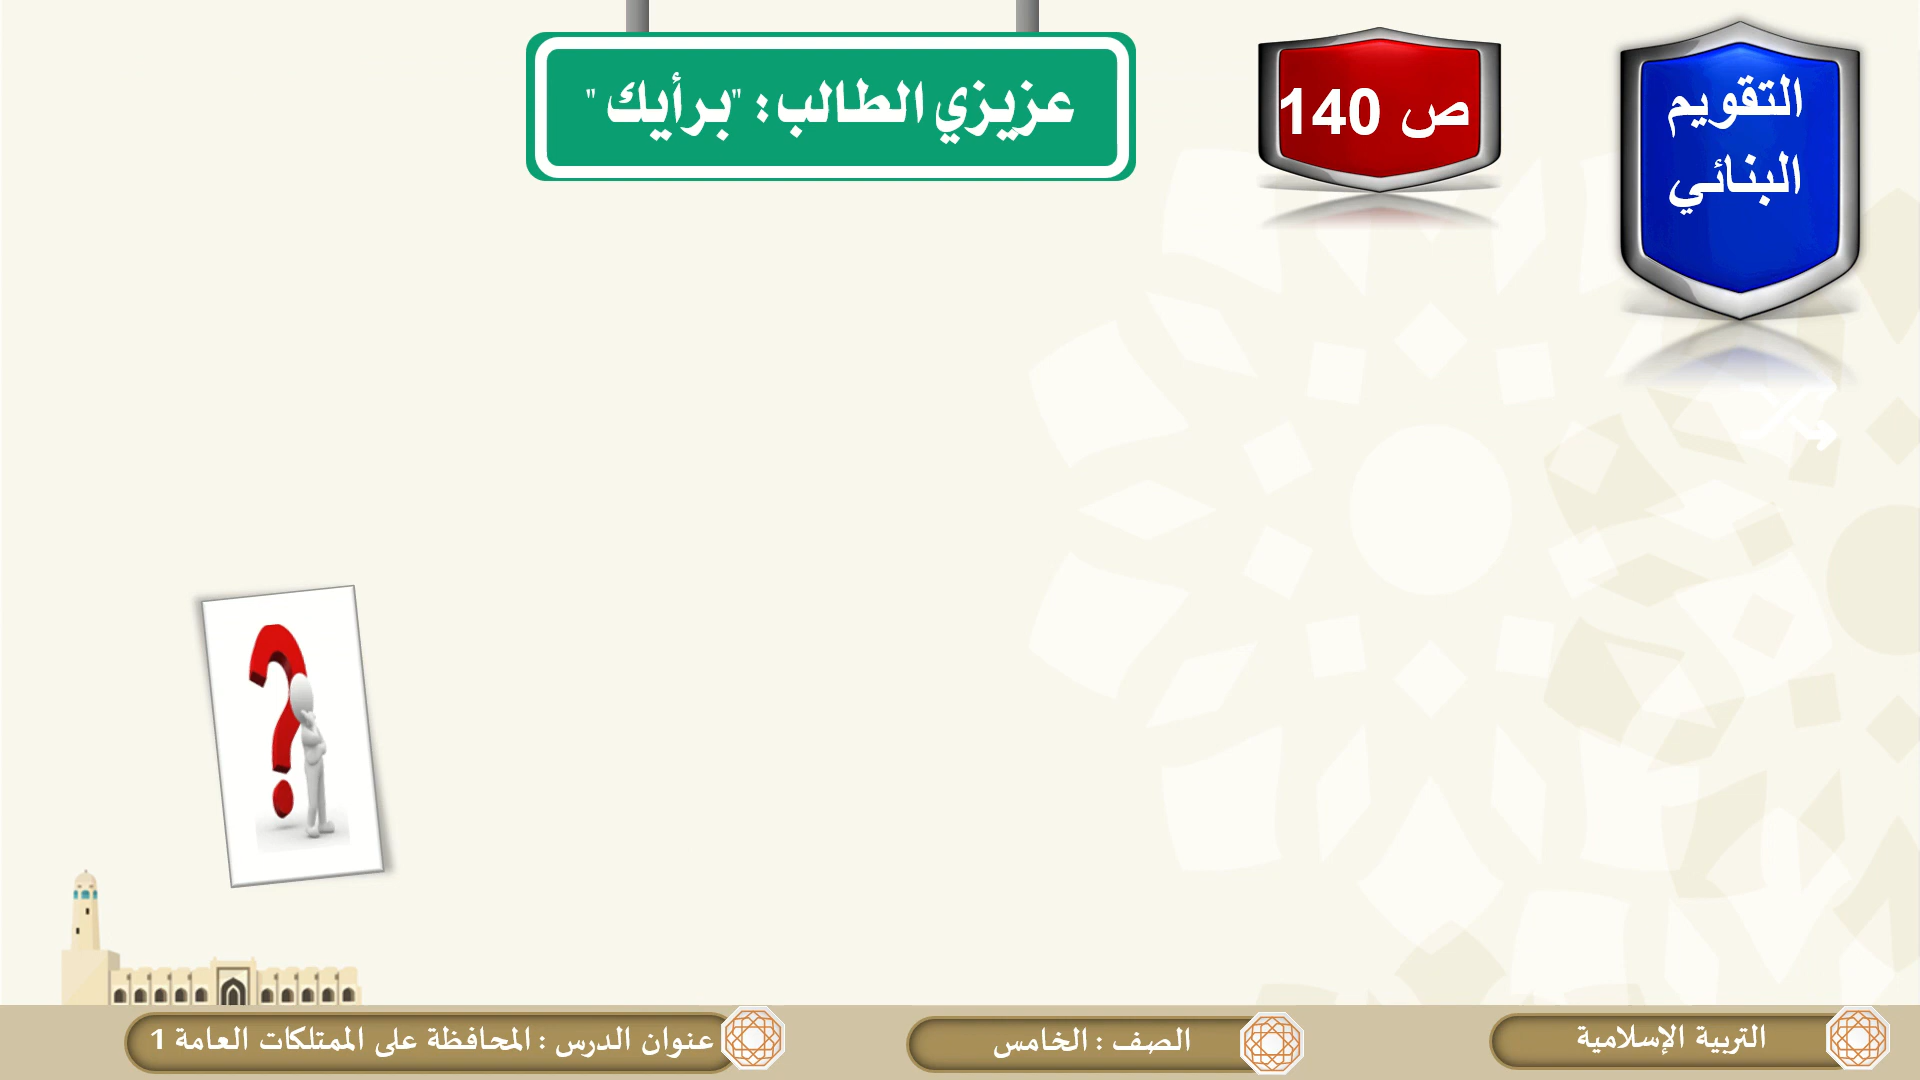 التقويم
البنائي
ص 140
عزيزي الطالب: "برأيك "
التربية الإسلامية
الصف : الخامس
عنوان الدرس : المحافظة على الممتلكات العامة 1